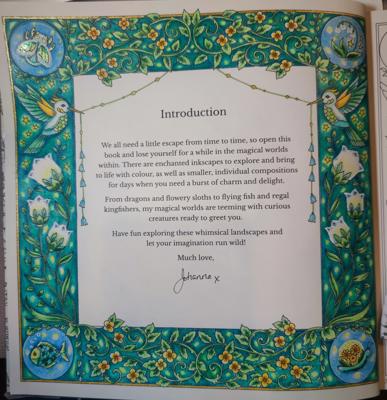 Introduction
We all need a little escape from time to time, so open this
book and lose yourself for a while in the magical worlds
within. There are enchanted inkscapes to explore and bring
to life with colour, as well as smaller, individual compositions
for days when you need a burst of charm and delight.
From dragons and flowery sloths to flying fish and regal
kingfishers, my magical worlds are teeming with curious
creatures ready to greet you.
Have fun exploring these whimsical landscapes and
let your imagination run wild!
Much love,
Johanna x